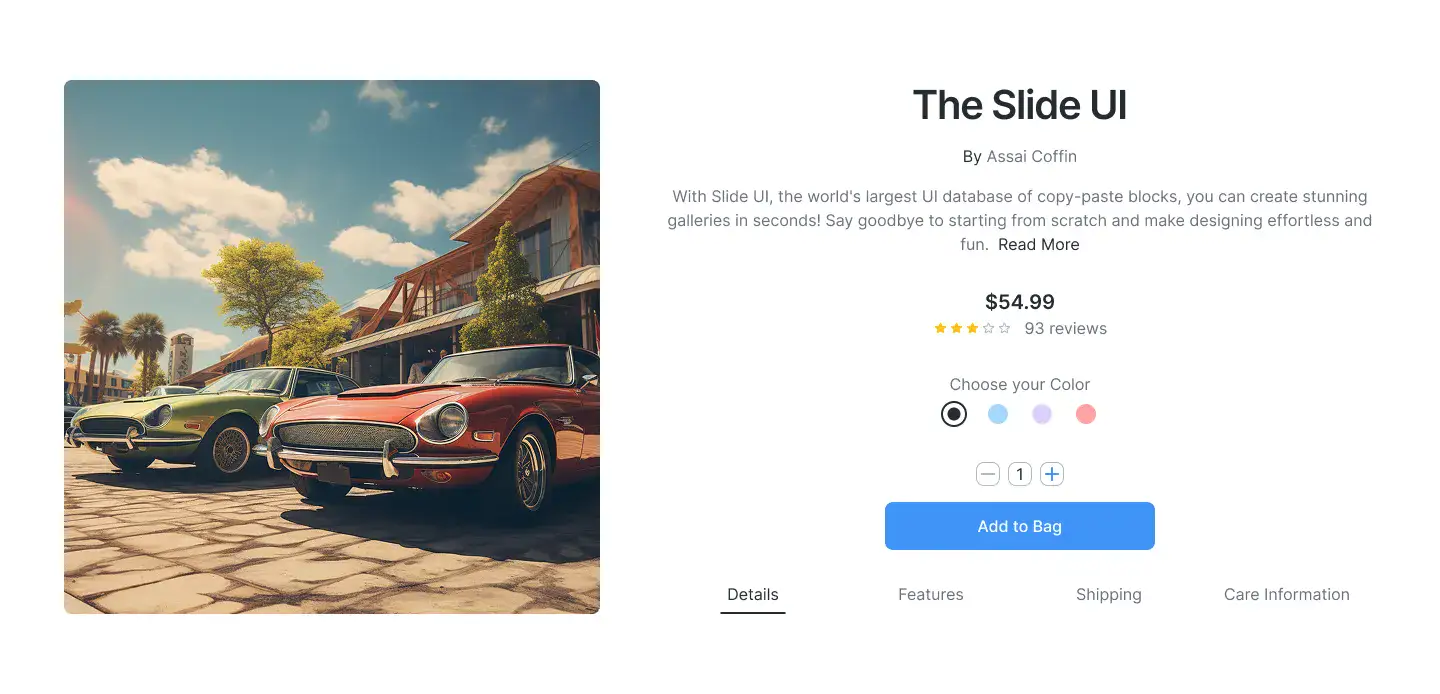 The Slide UI
By Assai Coffin
With Slide UI, the world's largest UI database of copy-paste blocks, you can create stunning
galleries in seconds! Say goodbye to starting from scratch and make designing effortless and
fun. Read More
$54.99
93 reviews
Choose your Color
1
Add to Bag
Details
Features
Shipping
Care Information